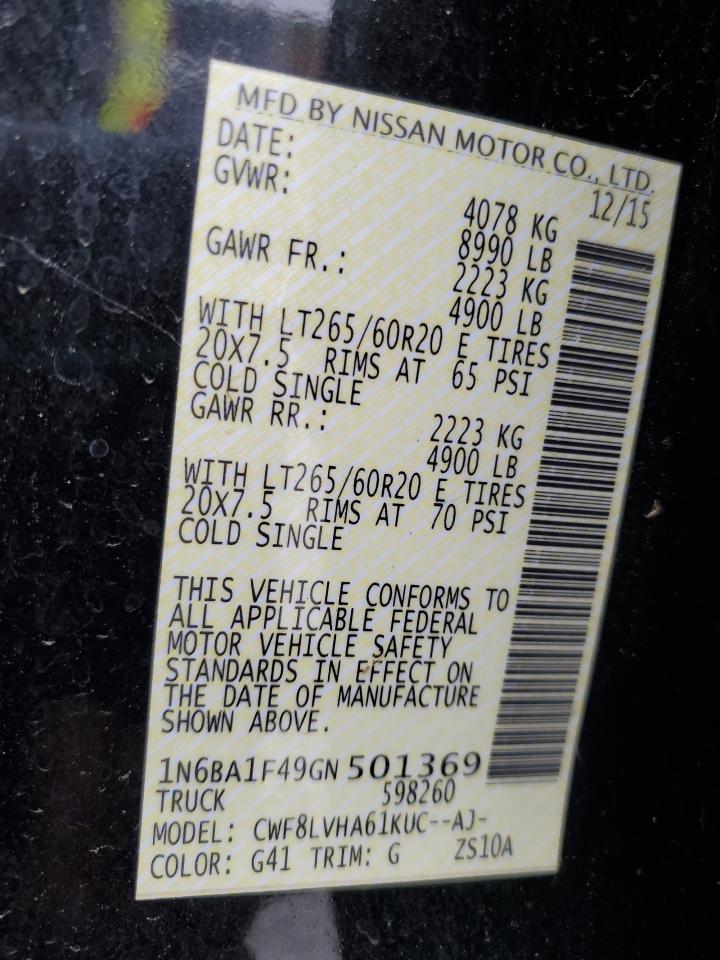 MFD BY NISSAN MOTOR CO., LTD.
DATE: 12/15
GVWR: 4078 KG
8990 LB
GAWR FR.: 2223 KG
4900 LB
WITH LT265/60R20 E TIRES
20X7.5 RIMS AT 65 PSI
COLD SINGLE
GAWR RR.: 2223 KG
4900 LB
WITH LT265/60R20 E TIRES
20X7.5 RIMS AT 70 PSI
COLD SINGLE
THIS VEHICLE CONFORMS TO
ALL APPLICABLE FEDERAL
MOTOR VEHICLE SAFETY
STANDARDS IN EFFECT ON
THE DATE OF MANUFACTURE
SHOWN ABOVE.
1N6BA1F49GN501369
TRUCK 598260
MODEL: CWF8LVHA61KUC--AJ-
COLOR: G41 TRIM: G ZS10A